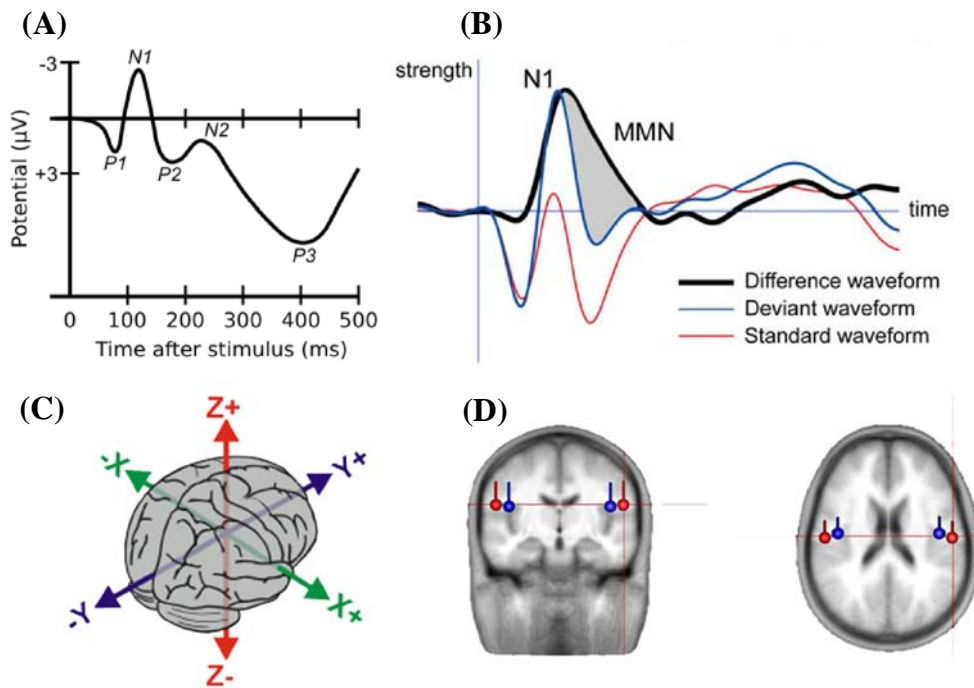 (A)
-3
+3
Potential (µV)
N1
P1
P2
N2
P3
0 100 200 300 400 500
Time after stimulus (ms)
(B)
strength
N1
MMN
time
Difference waveform
Deviant waveform
Standard waveform
(C)
Z+
-X
Y+
-Y
X+
Z-
(D)